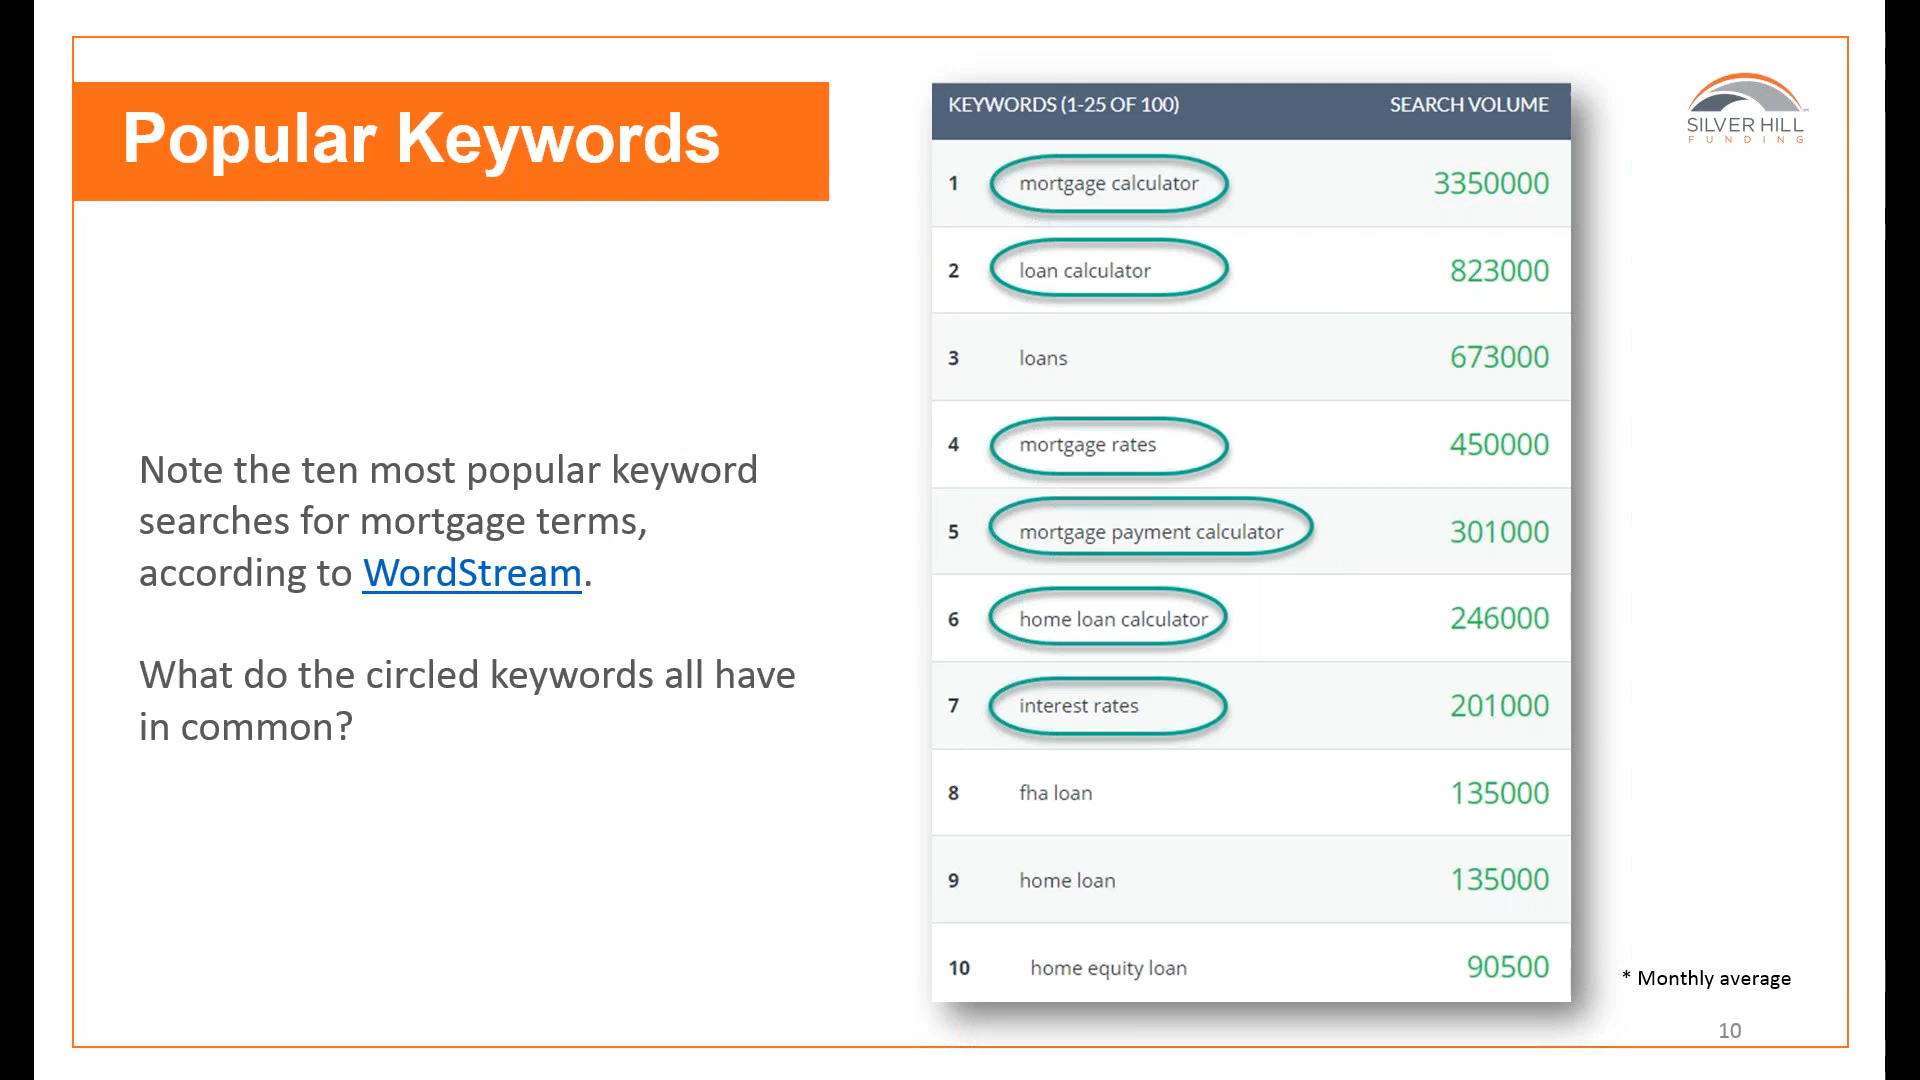 Popular Keywords
Note the ten most popular keyword
searches for mortgage terms,
according to WordStream.
What do the circled keywords all have
in common?
KEYWORDS (1-25 OF 100) SEARCH VOLUME
1 mortgage calculator 3350000
2 loan calculator 823000
3 loans 673000
4 mortgage rates 450000
5 mortgage payment calculator 301000
6 home loan calculator 246000
7 interest rates 201000
8 fha loan 135000
9 home loan 135000
10 home equity loan 90500
SILVER HILL
FUNDING
* Monthly average
10